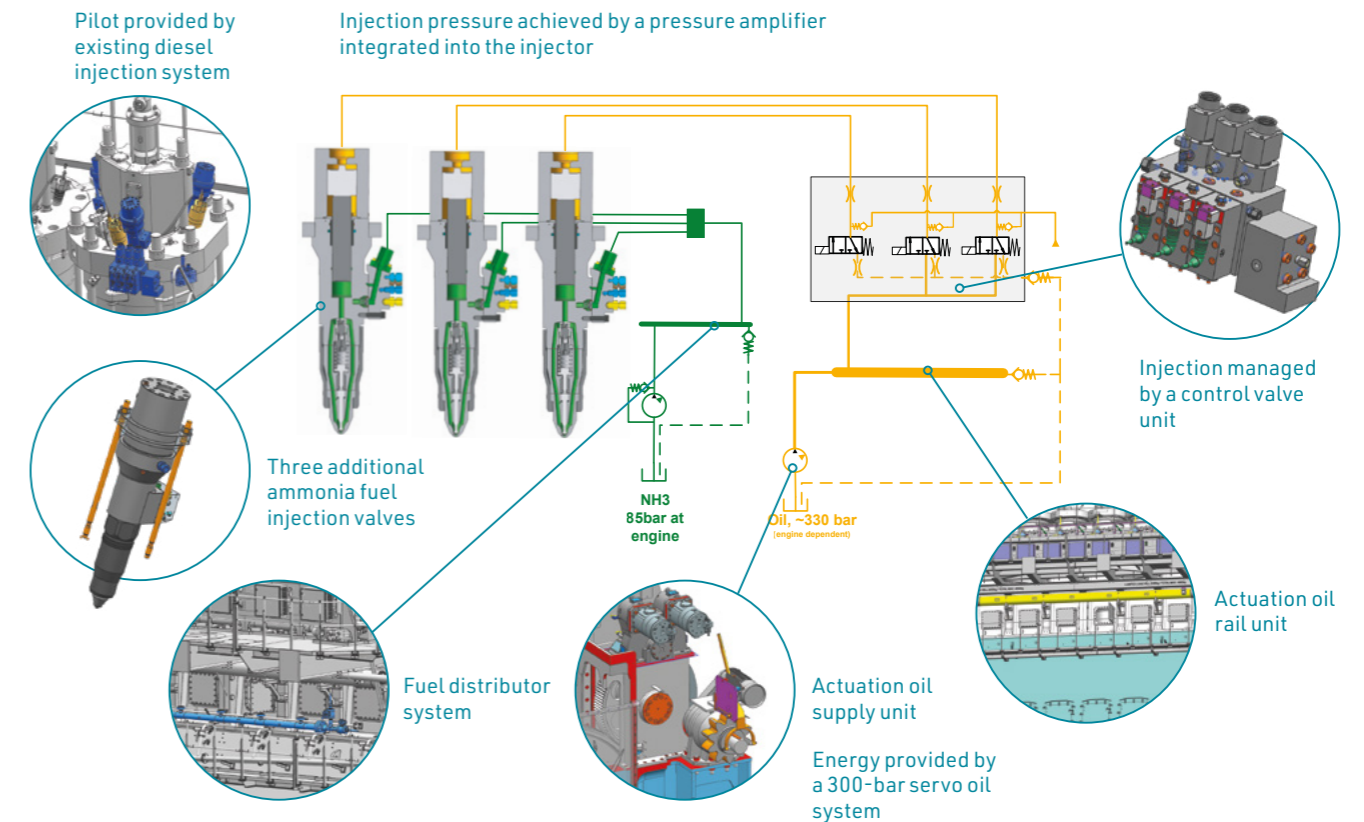 Pilot provided by
existing diesel
injection system
Injection pressure achieved by a pressure amplifier
integrated into the injector
Injection managed
by a control valve
unit
Three additional
ammonia fuel
injection valves
NH3
85bar at
engine
Oil, ~330 bar
(engine dependent)
Actuation oil
rail unit
Fuel distributor
system
Actuation oil
supply unit
Energy provided by
a 300-bar servo oil
system